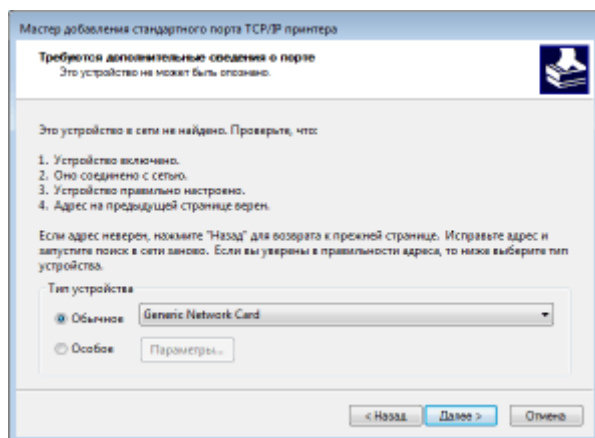 Мастер добавления стандартного порта TCP/IP принтера
Требуются дополнительные сведения о порте
Это устройство не может быть опознано.
Это устройство в сети не найдено. Проверьте, что:
1. Устройство включено.
2. Оно соединено с сетью.
3. Устройство правильно настроено.
4. Адрес на предыдущей странице верен.
Если адрес неверен, нажмите "Назад" для возврата к прежней странице. Исправьте адрес и
запустите поиск в сети заново. Если вы уверены в правильности адреса, то ниже выберите тип
устройства.
Тип устройства
Обычное Generic Network Card
Особое Параметры...
< Назад Далее > Отмена